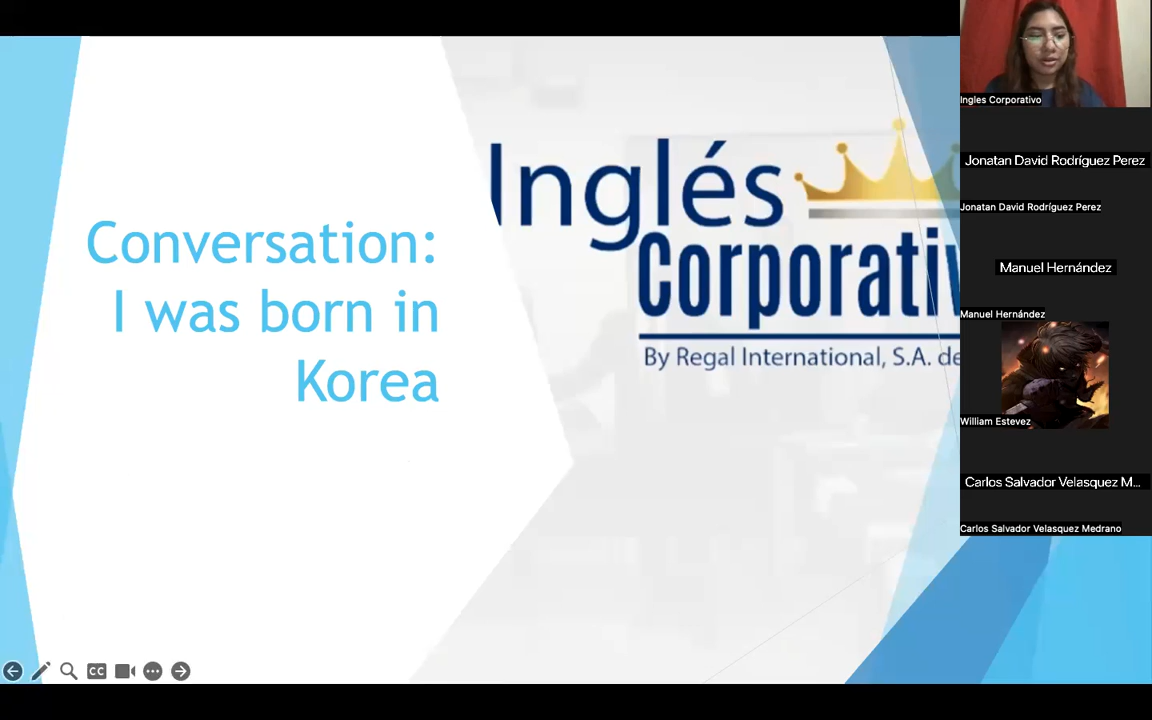 Conversation:
I was born in
Korea
Inglés
Corporativ
By Regal International, S.A. de
CC
Ingles Corporativo
Jonatan David Rodríguez Perez
Jonatan David Rodríguez Perez
Manuel Hernández
Manuel Hernández
William Estevez
Carlos Salvador Velasquez M...
Carlos Salvador Velasquez Medrano